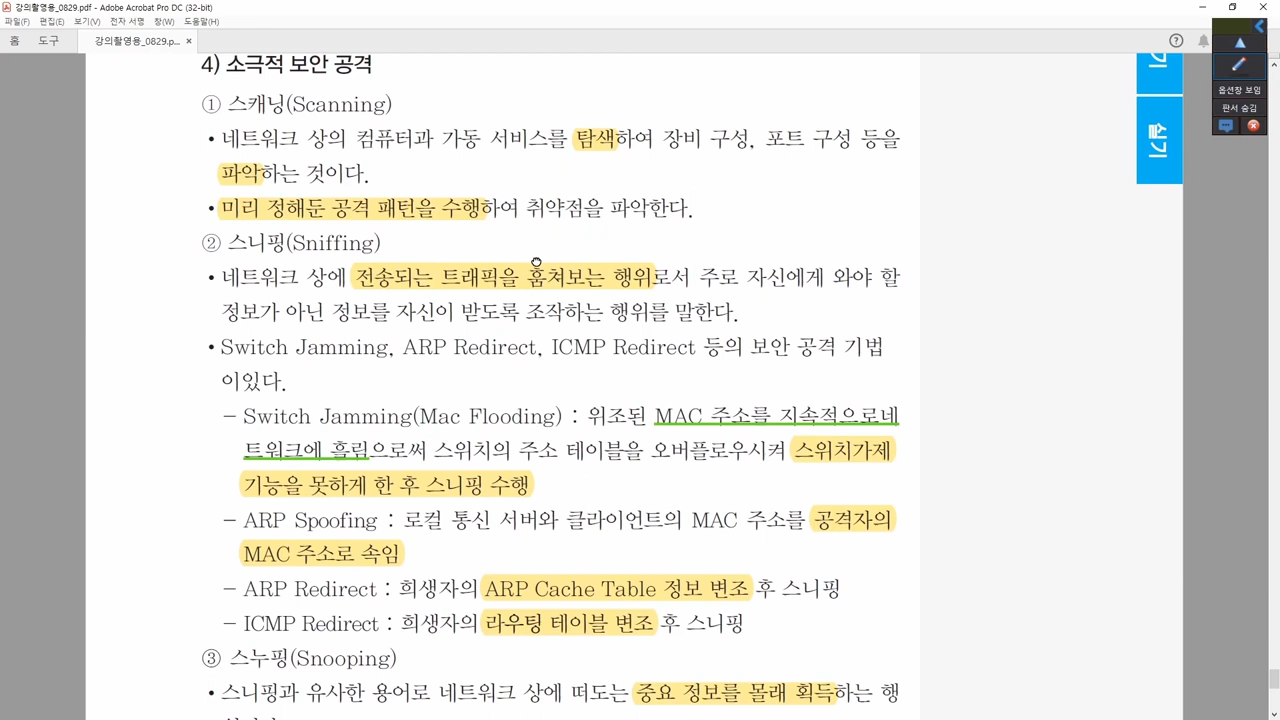 강의촬영용_0829.pdf - Adobe Acrobat Pro DC (32-bit)
파일(F) 편집(E) 보기(V) 전자 서명 창(W) 도움말(H)
홈 도구 강의촬영용_0829.p... ×
옵션장 보임
판서 숨김
실기
4) 소극적 보안 공격
① 스캐닝(Scanning)
• 네트워크 상의 컴퓨터과 가동 서비스를 탐색하여 장비 구성, 포트 구성 등을
파악하는 것이다.
• 미리 정해둔 공격 패턴을 수행하여 취약점을 파악한다.
② 스니핑(Sniffing)
• 네트워크 상에 전송되는 트래픽을 훔쳐보는 행위로서 주로 자신에게 와야 할
정보가 아닌 정보를 자신이 받도록 조작하는 행위를 말한다.
• Switch Jamming, ARP Redirect, ICMP Redirect 등의 보안 공격 기법
이있다.
– Switch Jamming(Mac Flooding) : 위조된 MAC 주소를 지속적으로네
트워크에 흘림으로써 스위치의 주소 테이블을 오버플로우시켜 스위치가제
기능을 못하게 한 후 스니핑 수행
– ARP Spoofing : 로컬 통신 서버와 클라이언트의 MAC 주소를 공격자의
MAC 주소로 속임
– ARP Redirect : 희생자의 ARP Cache Table 정보 변조 후 스니핑
– ICMP Redirect : 희생자의 라우팅 테이블 변조 후 스니핑
③ 스누핑(Snooping)
• 스니핑과 유사한 용어로 네트워크 상에 떠도는 중요 정보를 몰래 획득하는 행